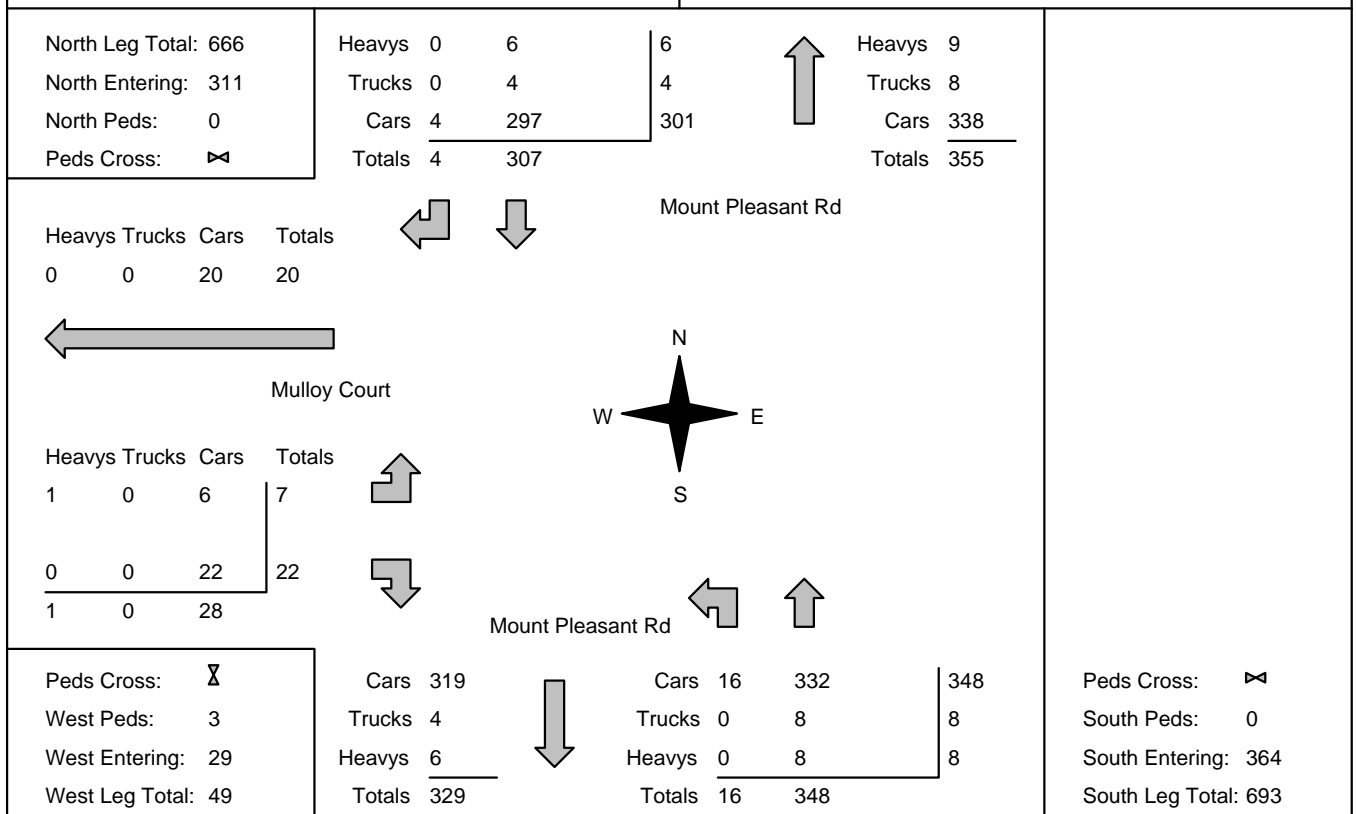 North Leg Total: 666
North Entering: 311
North Peds: 0
Peds Cross:
Heavys 0 6 6
Trucks 0 4 4
Cars 4 297 301
Totals 4 307
Heavys 9
Trucks 8
Cars 338
Totals 355
Mount Pleasant Rd
Heavys Trucks Cars Totals
0 0 20 20
Mulloy Court
N
W E
S
Heavys Trucks Cars Totals
1 0 6 7
0 0 22 22
1 0 28
Mount Pleasant Rd
Peds Cross:
West Peds: 3
West Entering: 29
West Leg Total: 49
Cars 319
Trucks 4
Heavys 6
Totals 329
Cars 16 332 348
Trucks 0 8 8
Heavys 0 8 8
Totals 16 348
Peds Cross:
South Peds: 0
South Entering: 364
South Leg Total: 693